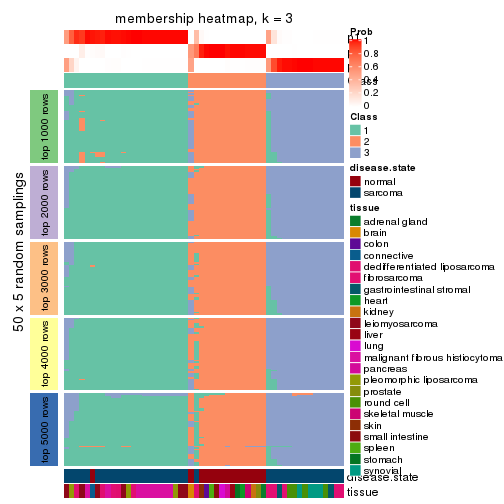 membership heatmap, k = 3
50 x 5 random samplings
top 1000 rows
top 2000 rows
top 3000 rows
top 4000 rows
top 5000 rows
Prob
1
0.8
0.6
0.4
0.2
0
Class
1
2
3
disease.state
normal
sarcoma
tissue
adrenal gland
brain
colon
connective
dedifferentiated liposarcoma
fibrosarcoma
gastrointestinal stromal
heart
kidney
leiomyosarcoma
liver
lung
malignant fibrous histiocytoma
pancreas
pleomorphic liposarcoma
prostate
round cell
skeletal muscle
skin
small intestine
spleen
stomach
synovial
disease.state
tissue